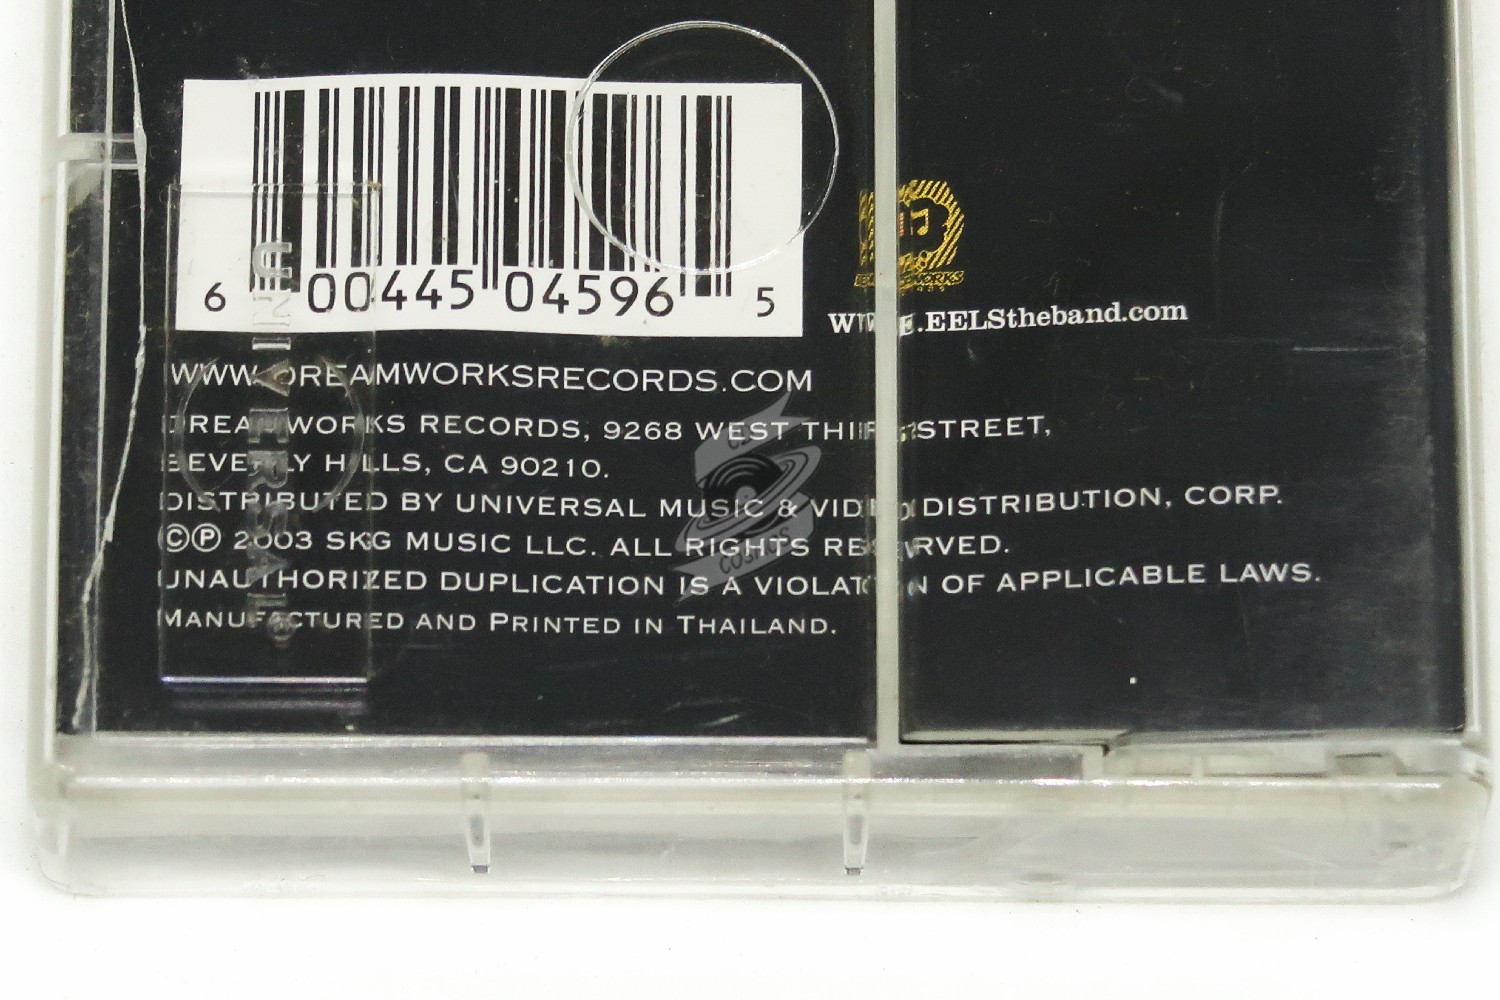 6 00445 04596 5
DREAMWORKS
WWW.EELStheband.com
WWW.DREAMWORKSRECORDS.COM
DREAMWORKS RECORDS, 9268 WEST THIRD STREET,
BEVERLY HILLS, CA 90210.
DISTRIBUTED BY UNIVERSAL MUSIC & VIDEO DISTRIBUTION, CORP.
©℗ 2003 SKG MUSIC LLC. ALL RIGHTS RESERVED.
UNAUTHORIZED DUPLICATION IS A VIOLATION OF APPLICABLE LAWS.
MANUFACTURED AND PRINTED IN THAILAND.
UNIVERSAL